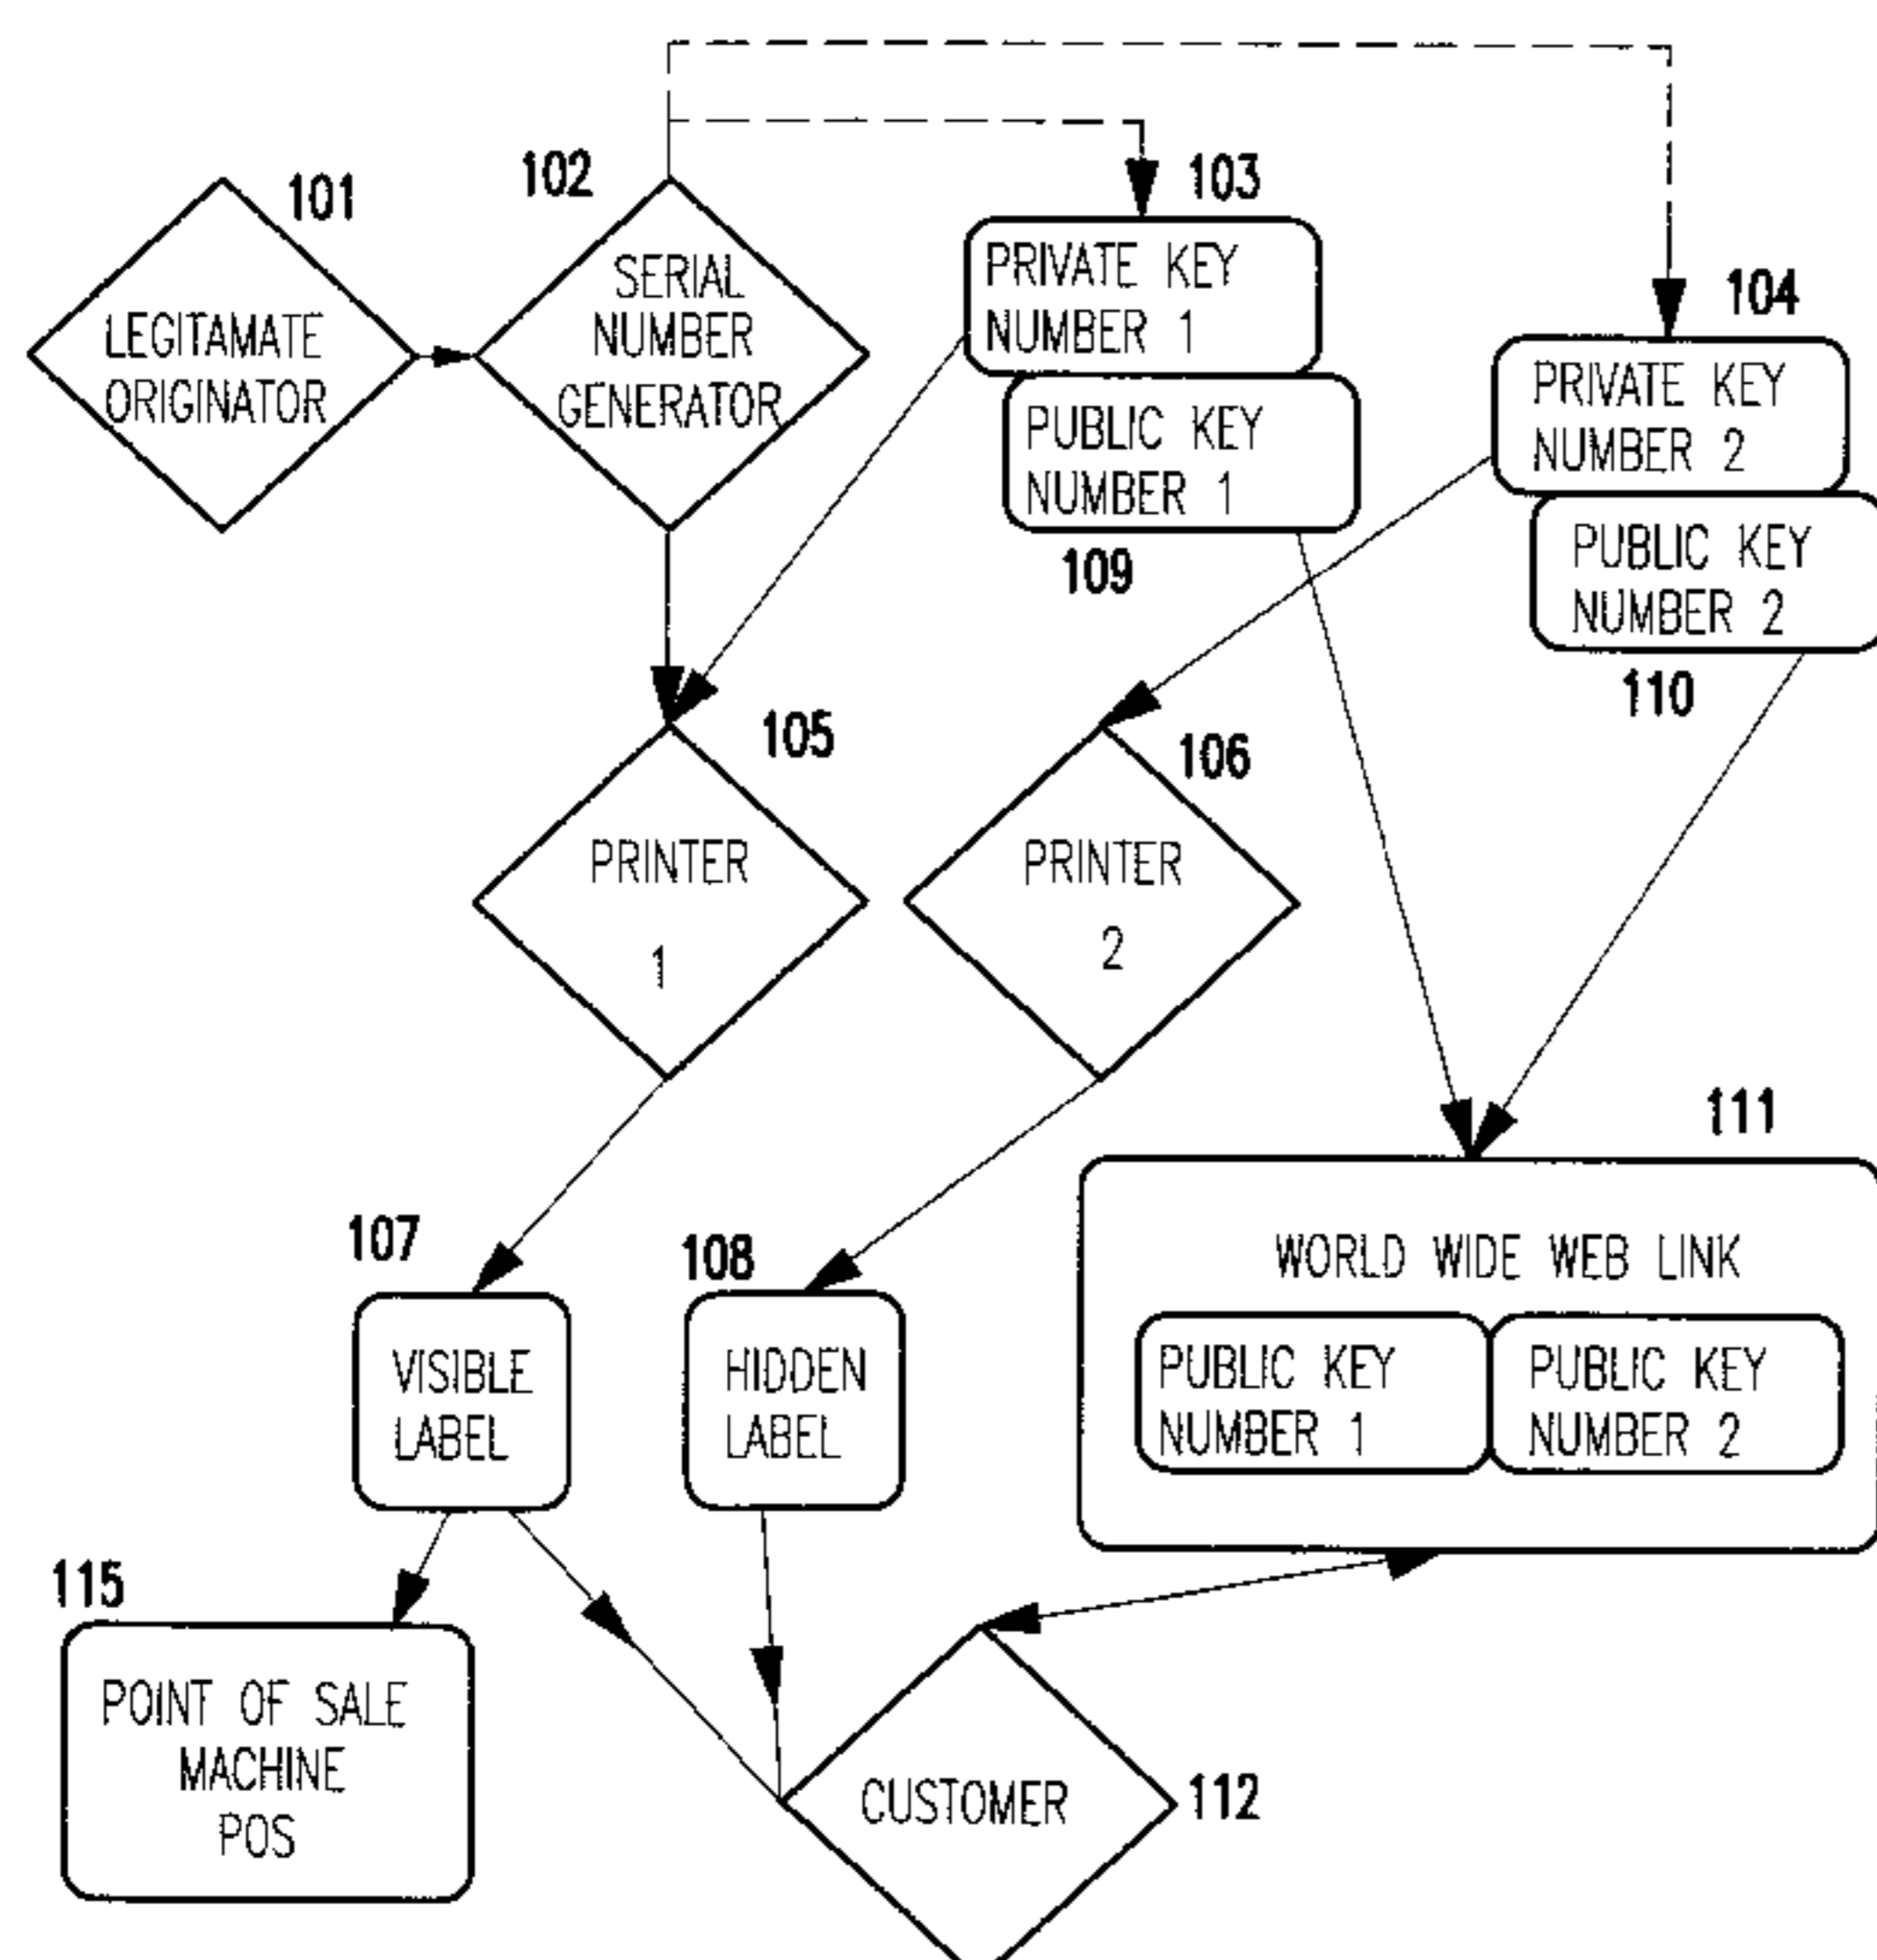 101
LEGITAMATE
ORIGINATOR
102
SERIAL
NUMBER
GENERATOR
103
PRIVATE KEY
NUMBER 1
PUBLIC KEY
NUMBER 1
109
104
PRIVATE KEY
NUMBER 2
PUBLIC KEY
NUMBER 2
110
105
PRINTER
1
106
PRINTER
2
107
VISIBLE
LABEL
108
HIDDEN
LABEL
111
WORLD WIDE WEB LINK
PUBLIC KEY
NUMBER 1
PUBLIC KEY
NUMBER 2
115
POINT OF SALE
MACHINE
POS
CUSTOMER
112